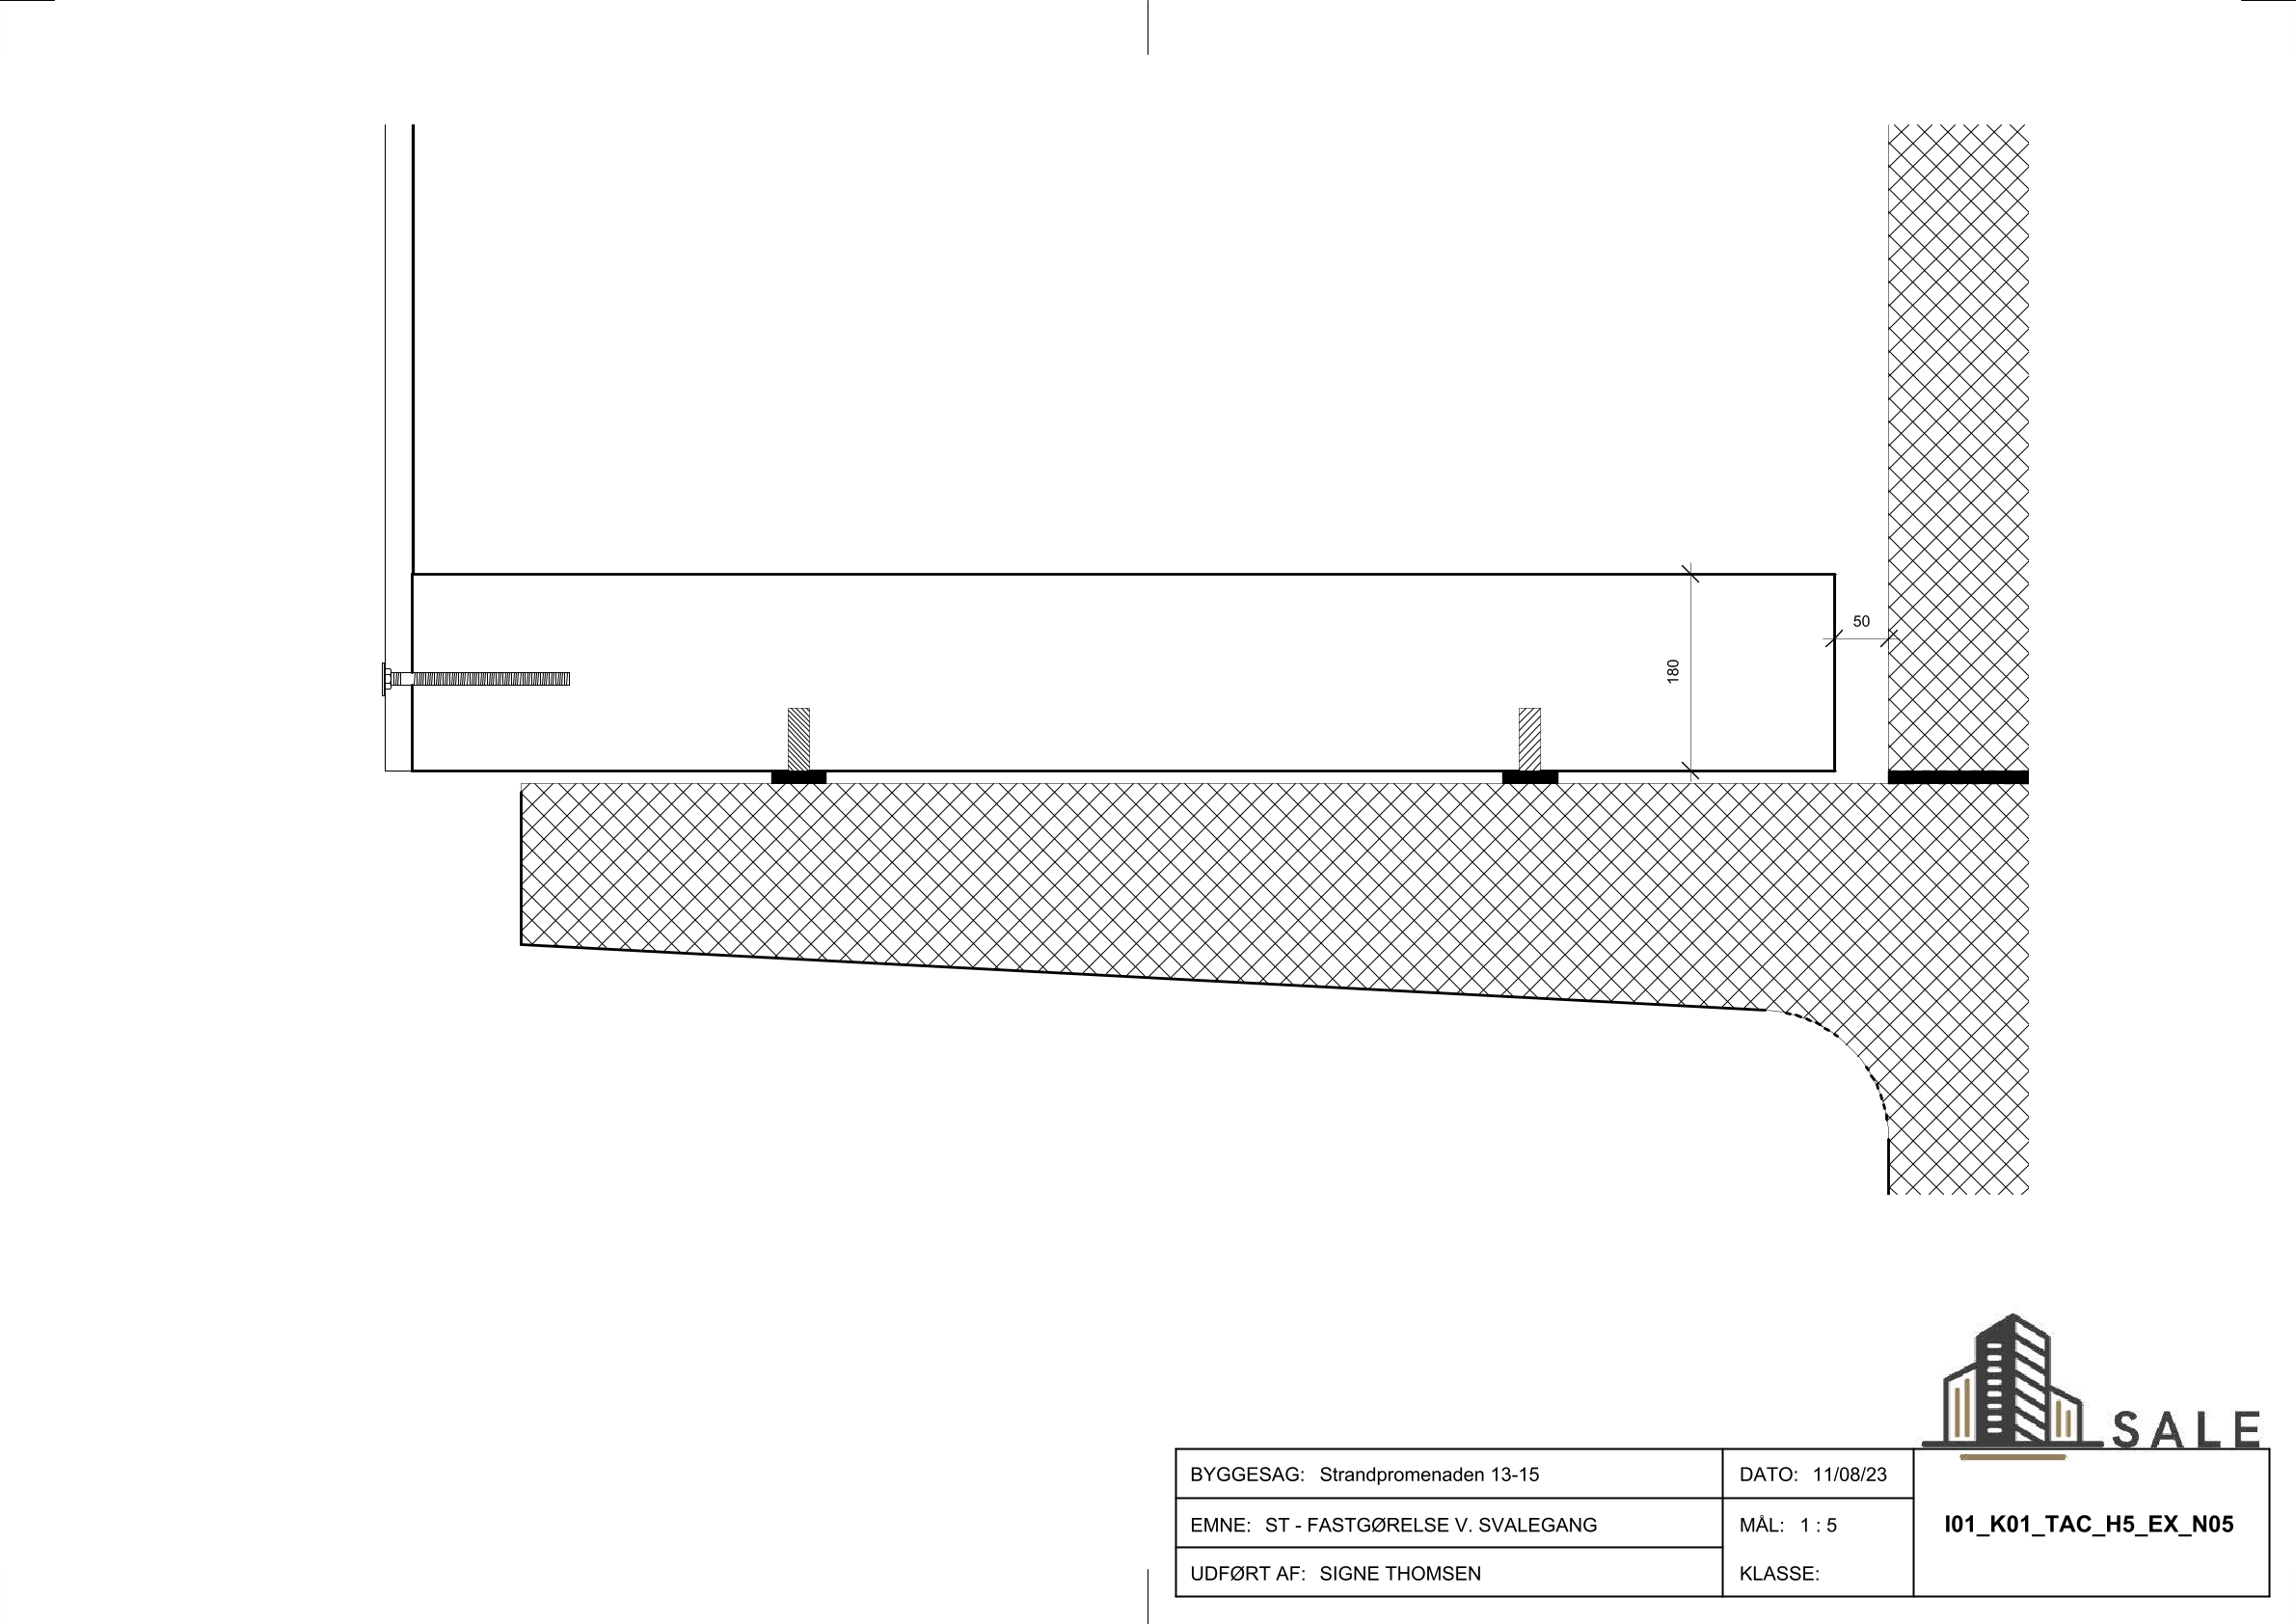 50
180
SALE
BYGGESAG: Strandpromenaden 13-15
DATO: 11/08/23
EMNE: ST - FASTGØRELSE V. SVALEGANG
MÅL: 1 : 5
I01_K01_TAC_H5_EX_N05
UDFØRT AF: SIGNE THOMSEN
KLASSE: